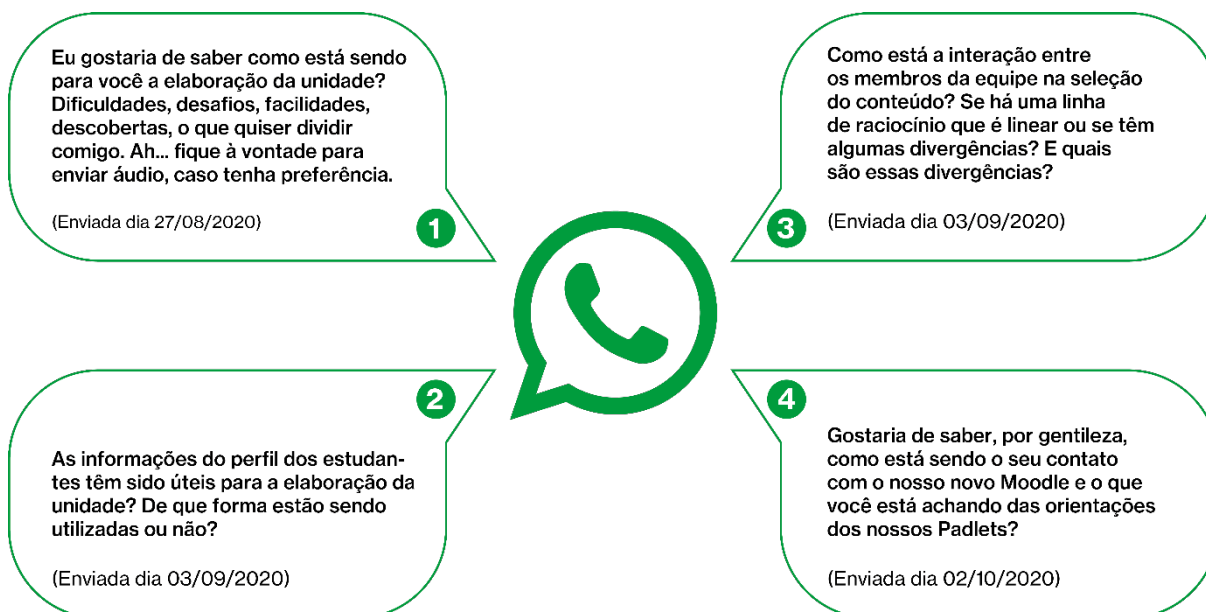 Eu gostaria de saber como está sendo
para você a elaboração da unidade?
Dificuldades, desafios, facilidades,
descobertas, o que quiser dividir
comigo. Ah... fique à vontade para
enviar áudio, caso tenha preferência.
(Enviada dia 27/08/2020)
1
2
As informações do perfil dos estudan-
tes têm sido úteis para a elaboração da
unidade? De que forma estão sendo
utilizadas ou não?
(Enviada dia 03/09/2020)
Como está a interação entre
os membros da equipe na seleção
do conteúdo? Se há uma linha
de raciocínio que é linear ou se têm
algumas divergências? E quais
são essas divergências?
(Enviada dia 03/09/2020)
3
4
Gostaria de saber, por gentileza,
como está sendo o seu contato
com o nosso novo Moodle e o que
você está achando das orientações
dos nossos Padlets?
(Enviada dia 02/10/2020)